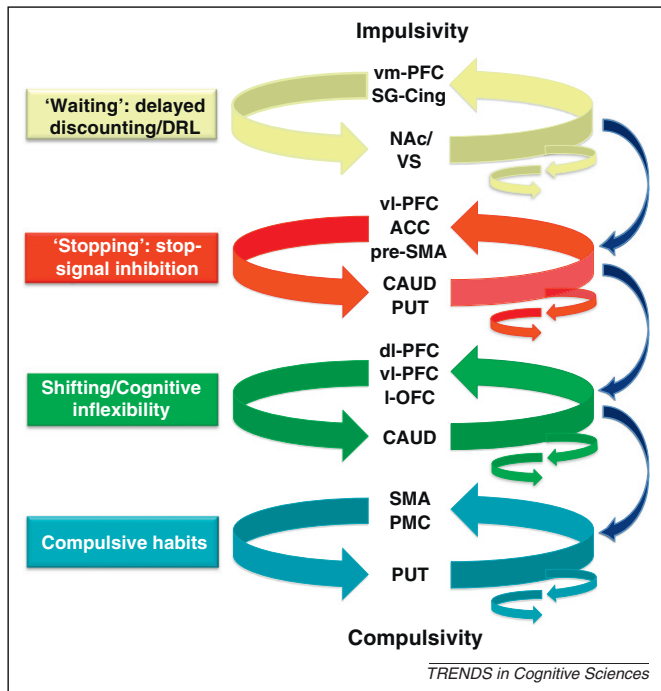 Impulsivity
‘Waiting’: delayed
discounting/DRL
vm-PFC
SG-Cing
NAc/
VS
‘Stopping’: stop-
signal inhibition
vl-PFC
ACC
pre-SMA
CAUD
PUT
Shifting/Cognitive
inflexibility
dl-PFC
vl-PFC
l-OFC
CAUD
Compulsive habits
SMA
PMC
PUT
Compulsivity
TRENDS in Cognitive Sciences